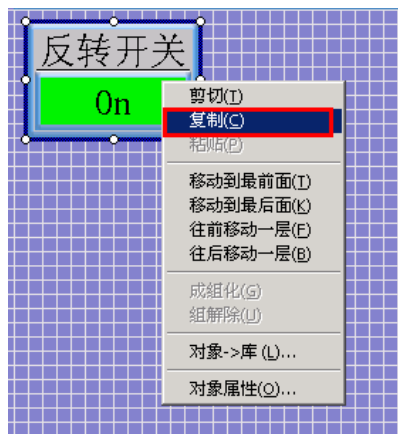 反转开关
On
剪切(T)
复制(C)
粘贴(P)
移动到最前面(T)
移动到最后面(K)
往前移动一层(F)
往后移动一层(B)
成组化(G)
组解除(U)
对象->库(L)...
对象属性(O)...